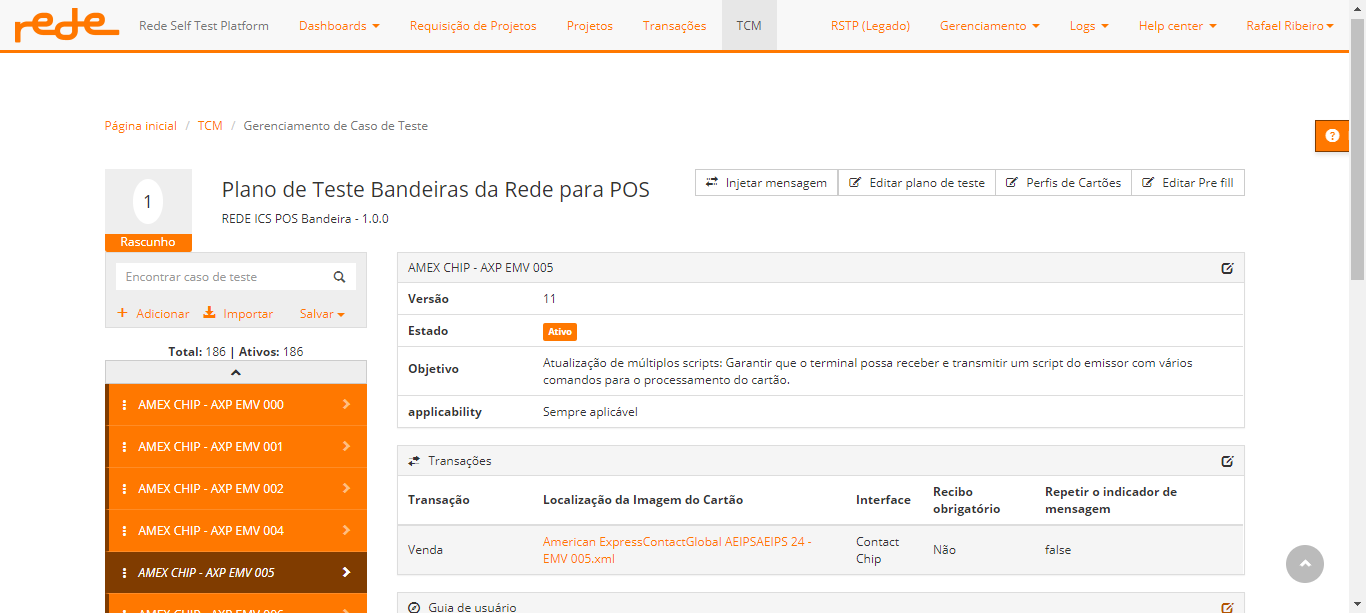 rede Rede Self Test Platform Dashboards Requisição de Projetos Projetos Transações TCM RSTP (Legado) Gerenciamento Logs Help center Rafael Ribeiro
Página inicial / TCM / Gerenciamento de Caso de Teste
1
Rascunho
Plano de Teste Bandeiras da Rede para POS
REDE ICS POS Bandeira - 1.0.0
Injetar mensagem Editar plano de teste Perfis de Cartões Editar Pre fill
Encontrar caso de teste
Adicionar Importar Salvar
Total: 186 | Ativos: 186
AMEX CHIP - AXP EMV 000
AMEX CHIP - AXP EMV 001
AMEX CHIP - AXP EMV 002
AMEX CHIP - AXP EMV 004
AMEX CHIP - AXP EMV 005
AMEX CHIP - AXP EMV 006
AMEX CHIP - AXP EMV 005
Versão 11
Estado Ativo
Objetivo Atualização de múltiplos scripts: Garantir que o terminal possa receber e transmitir um script do emissor com vários
comandos para o processamento do cartão.
applicability Sempre aplicável
Transações
Transação Localização da Imagem do Cartão Interface Recibo
obrigatório Repetir o indicador de
mensagem
Venda American ExpressContactGlobal AEIPSAEIPS 24 -
EMV 005.xml Contact
Chip Não false
Guia de usuário